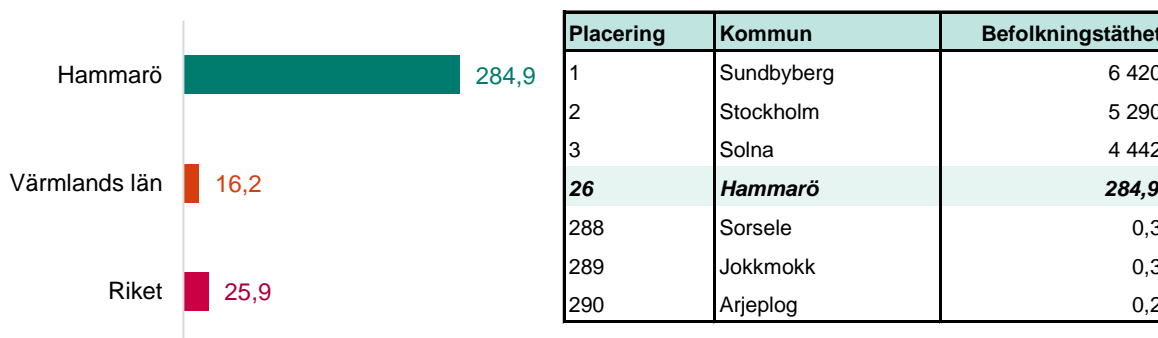 Hammarö 284,9
Värmlands län 16,2
Riket 25,9
Placering Kommun Befolkningstäthet
1 Sundbyberg 6 420
2 Stockholm 5 290
3 Solna 4 442
26 Hammarö 284,9
288 Sorsele 0,3
289 Jokkmokk 0,3
290 Arjeplog 0,2